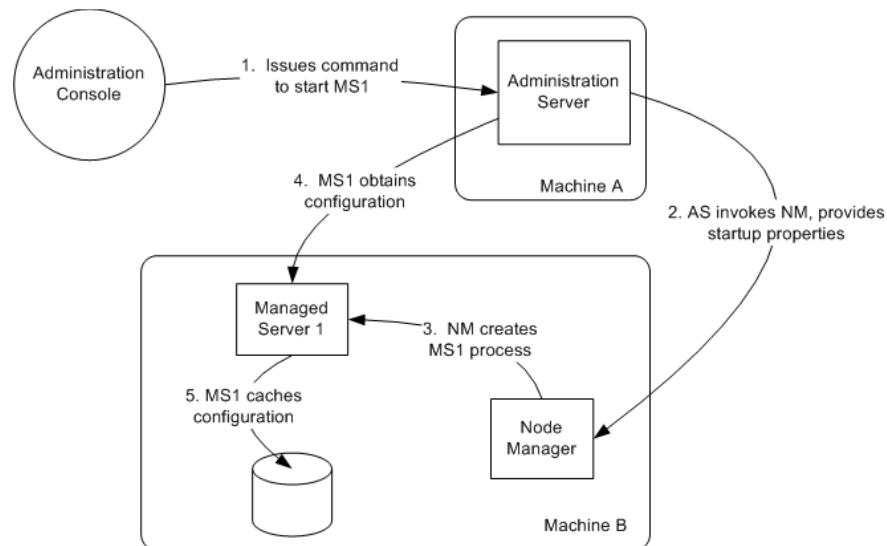 Administration
Console
1. Issues command
to start MS1
Administration
Server
Machine A
4. MS1 obtains
configuration
2. AS invokes NM, provides
startup properties
Managed
Server 1
3. NM creates
MS1 process
5. MS1 caches
configuration
Node
Manager
Machine B